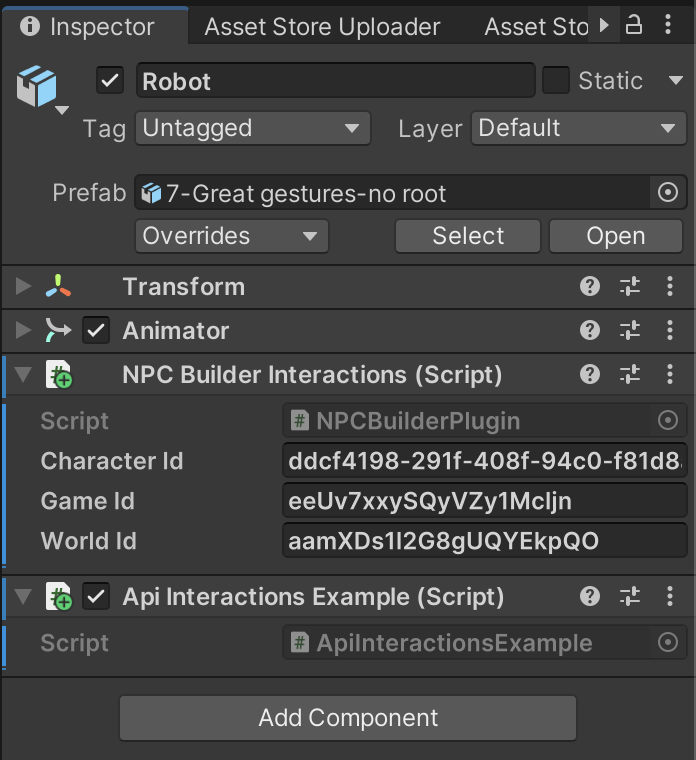 Inspector Asset Store Uploader Asset Sto
Robot Static
Tag Untagged Layer Default
Prefab 7-Great gestures-no root
Overrides Select Open
Transform
Animator
NPC Builder Interactions (Script)
Script NPCBuilderPlugin
Character Id ddcf4198-291f-408f-94c0-f81d8
Game Id eeUv7xxySQyVZy1McIjn
World Id aamXDs1I2G8gUQYEkpQO
Api Interactions Example (Script)
Script ApiInteractionsExample
Add Component